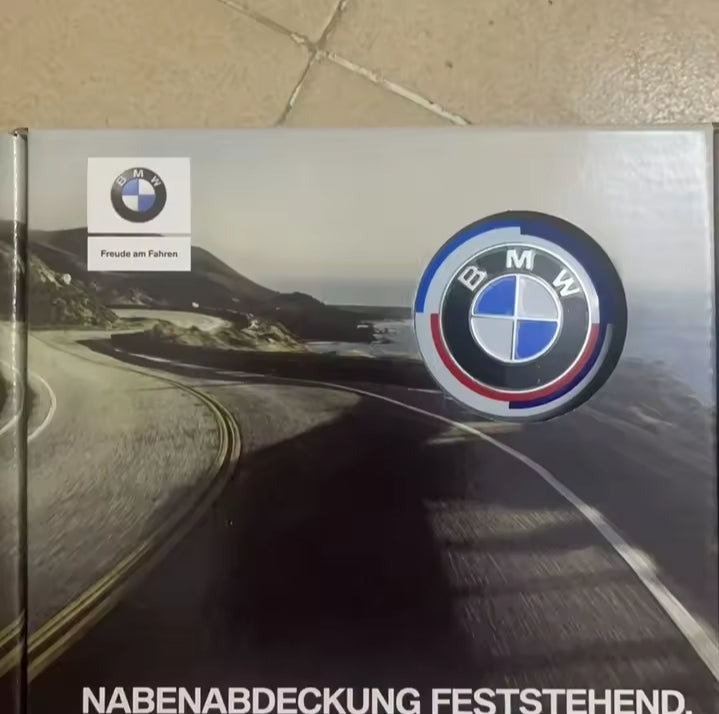 BMW
Freude am Fahren
BMW
NABENABDECKUNG FESTSTEHEND.